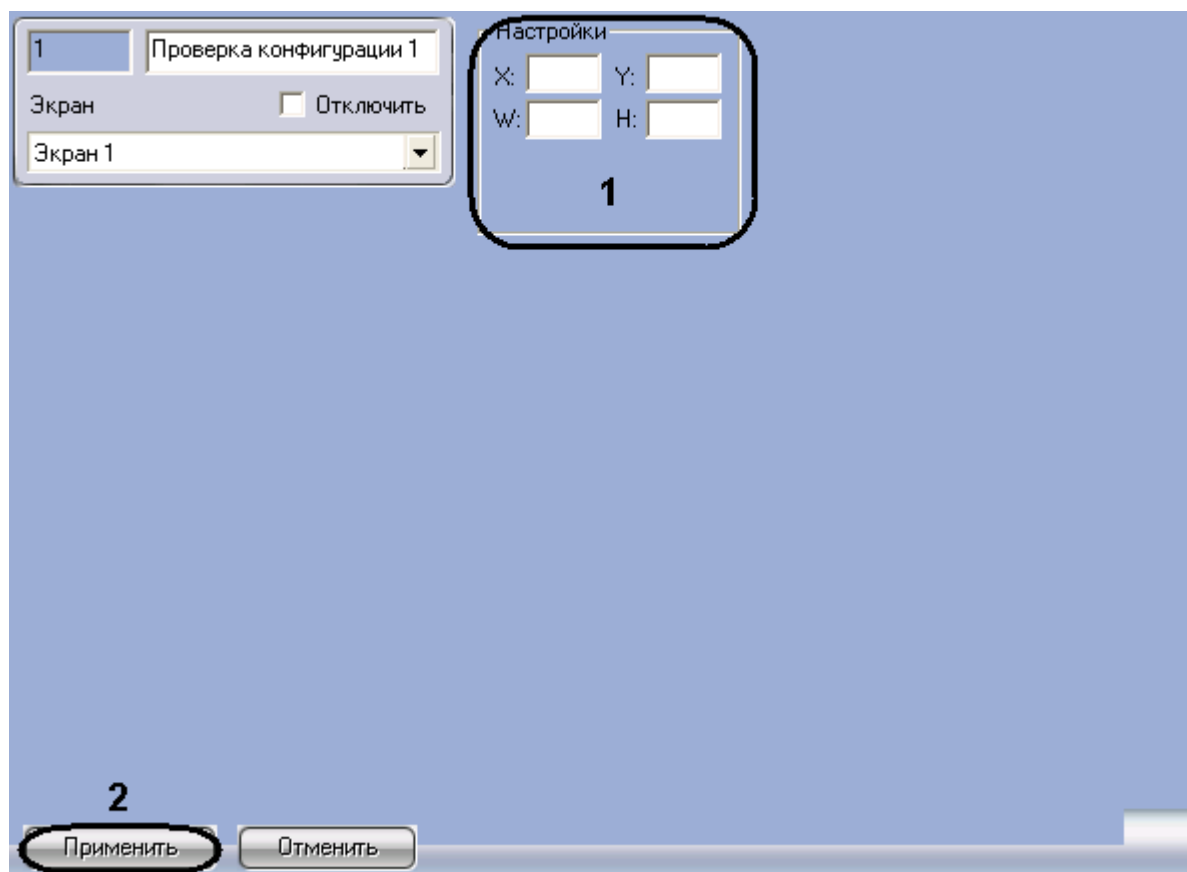 1
Проверка конфигурации 1
Экран
Отключить
Экран 1
Настройки
X:
Y:
W:
H:
1
2
Применить
Отменить